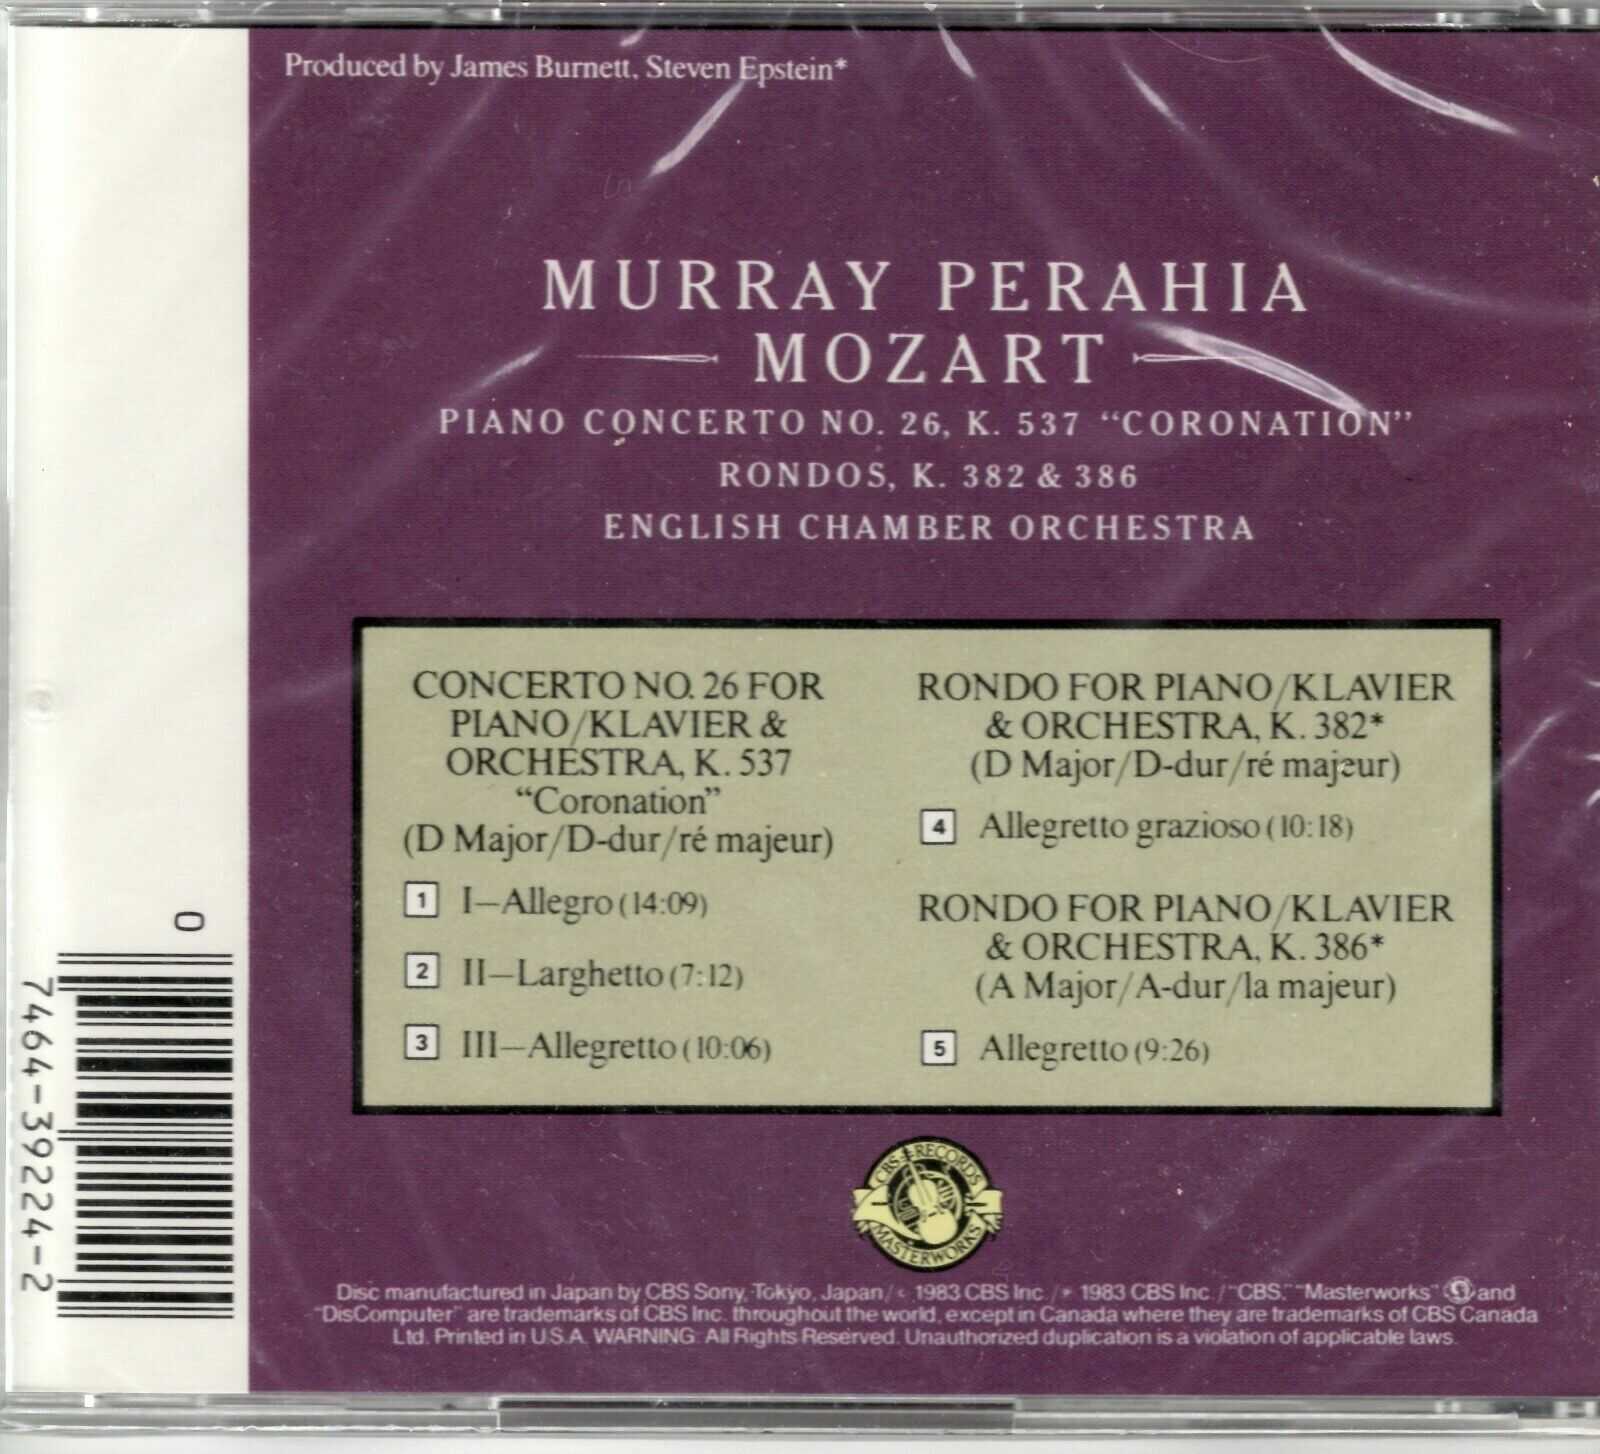 Produced by James Burnett, Steven Epstein*
MURRAY PERAHIA
MOZART
PIANO CONCERTO NO. 26, K. 537 “CORONATION”
RONDOS, K. 382 & 386
ENGLISH CHAMBER ORCHESTRA
CONCERTO NO. 26 FOR
PIANO/KLAVIER &
ORCHESTRA, K. 537
“Coronation”
(D Major/D-dur/ré majeur)
1 I—Allegro (14:09)
2 II—Larghetto (7:12)
3 III—Allegretto (10:06)
RONDO FOR PIANO/KLAVIER
& ORCHESTRA, K. 382*
(D Major/D-dur/ré majeur)
4 Allegretto grazioso (10:18)
RONDO FOR PIANO/KLAVIER
& ORCHESTRA, K. 386*
(A Major/A-dur/la majeur)
5 Allegretto (9:26)
0
7464-39224-2
CBS RECORDS
MASTERWORKS
Disc manufactured in Japan by CBS Sony, Tokyo, Japan/© 1983 CBS Inc./℗ 1983 CBS Inc./“CBS,” “Masterworks” and
“DisComputer” are trademarks of CBS Inc. throughout the world, except in Canada where they are trademarks of CBS Canada
Ltd. Printed in U.S.A. WARNING: All Rights Reserved. Unauthorized duplication is a violation of applicable laws.